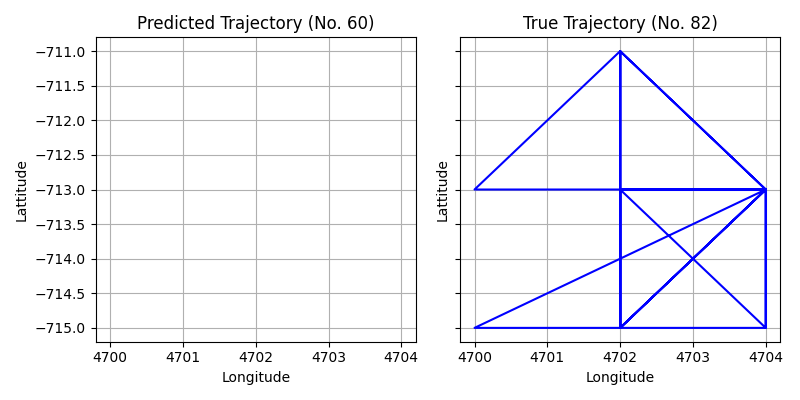 Predicted Trajectory (No. 60)
True Trajectory (No. 82)
Lattitude
−711.0
−711.5
−712.0
−712.5
−713.0
−713.5
−714.0
−714.5
−715.0
4700 4701 4702 4703 4704
Longitude
Lattitude
4700 4701 4702 4703 4704
Longitude